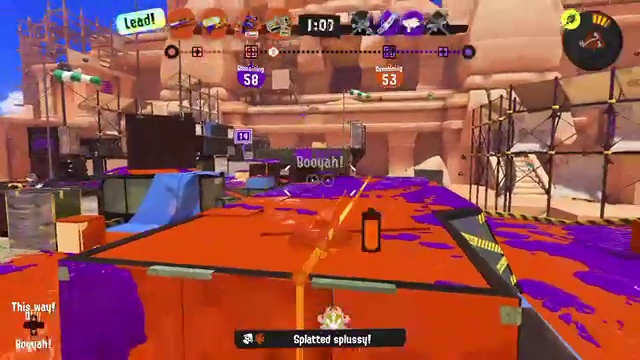 Lead!
1:00
Remaining
58
Remaining
53
14
Booyah!
This way!
Booyah!
Splatted splussy!